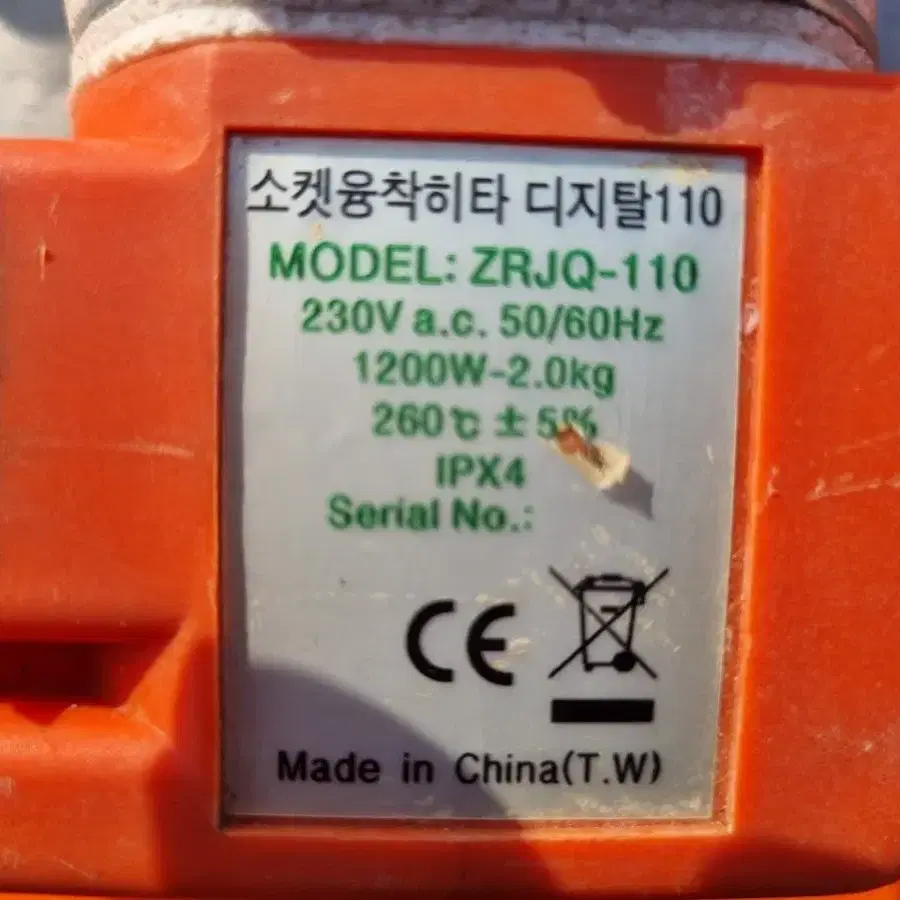 소켓융착히타 디지탈110
MODEL: ZRJQ-110
230V a.c. 50/60Hz
1200W-2.0kg
260℃ ± 5%
IPX4
Serial No.:
CE
Made in China(T.W)